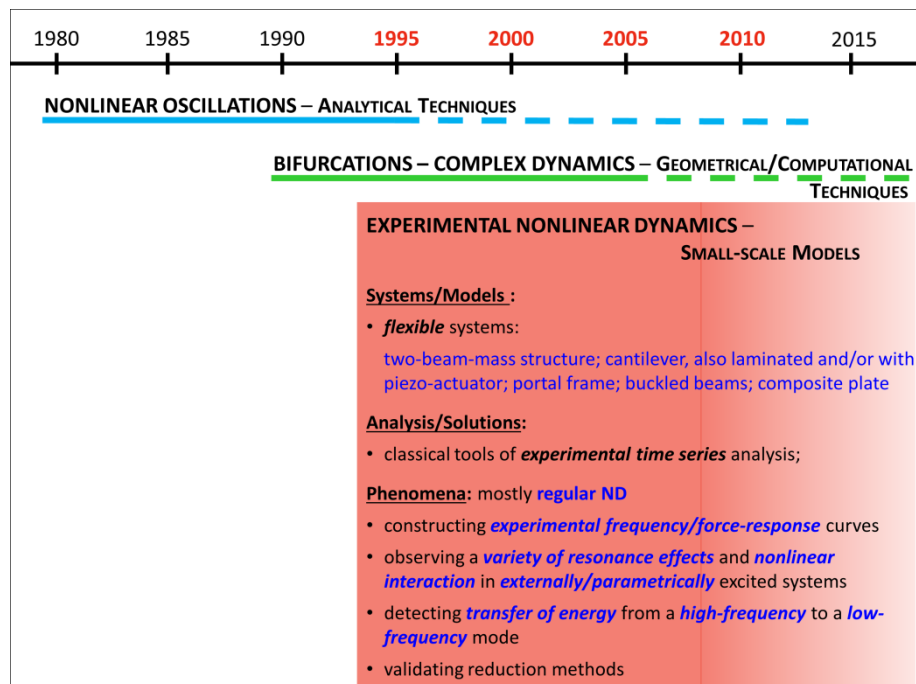 1980 1985 1990 1995 2000 2005 2010 2015
NONLINEAR OSCILLATIONS – ANALYTICAL TECHNIQUES
BIFURCATIONS – COMPLEX DYNAMICS – GEOMETRICAL/COMPUTATIONAL
TECHNIQUES
EXPERIMENTAL NONLINEAR DYNAMICS –
SMALL-SCALE MODELS
Systems/Models :
• flexible systems:
two-beam-mass structure; cantilever, also laminated and/or with
piezo-actuator; portal frame; buckled beams; composite plate
Analysis/Solutions:
• classical tools of experimental time series analysis;
Phenomena: mostly regular ND
• constructing experimental frequency/force-response curves
• observing a variety of resonance effects and nonlinear
interaction in externally/parametrically excited systems
• detecting transfer of energy from a high-frequency to a low-
frequency mode
• validating reduction methods